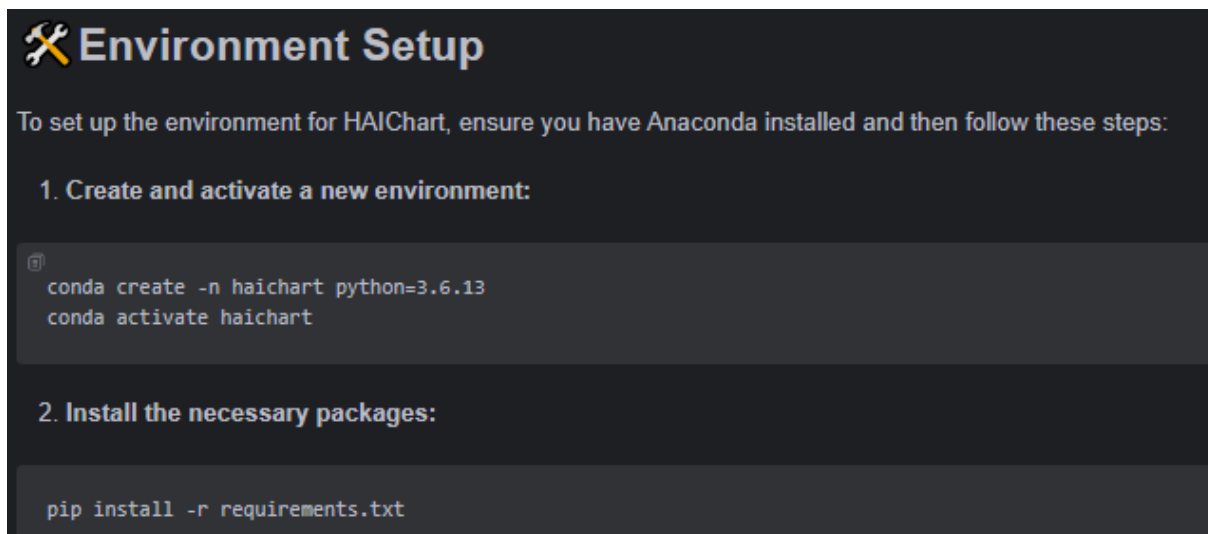 🛠Environment Setup
To set up the environment for HAIChart, ensure you have Anaconda installed and then follow these steps:
1. Create and activate a new environment:
conda create -n haichart python=3.6.13
conda activate haichart
2. Install the necessary packages:
pip install -r requirements.txt